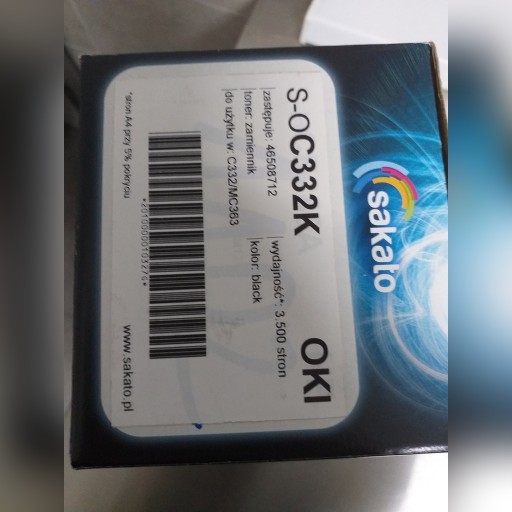 sakato
S-OC332K OKI
zastępuje: 46508712 wydajność*: 3.500 stron
toner: zamiennik kolor: black
do użytku w: C332/MC363
*20100000103276*
*stron A4 przy 5% pokryciu www.sakato.pl